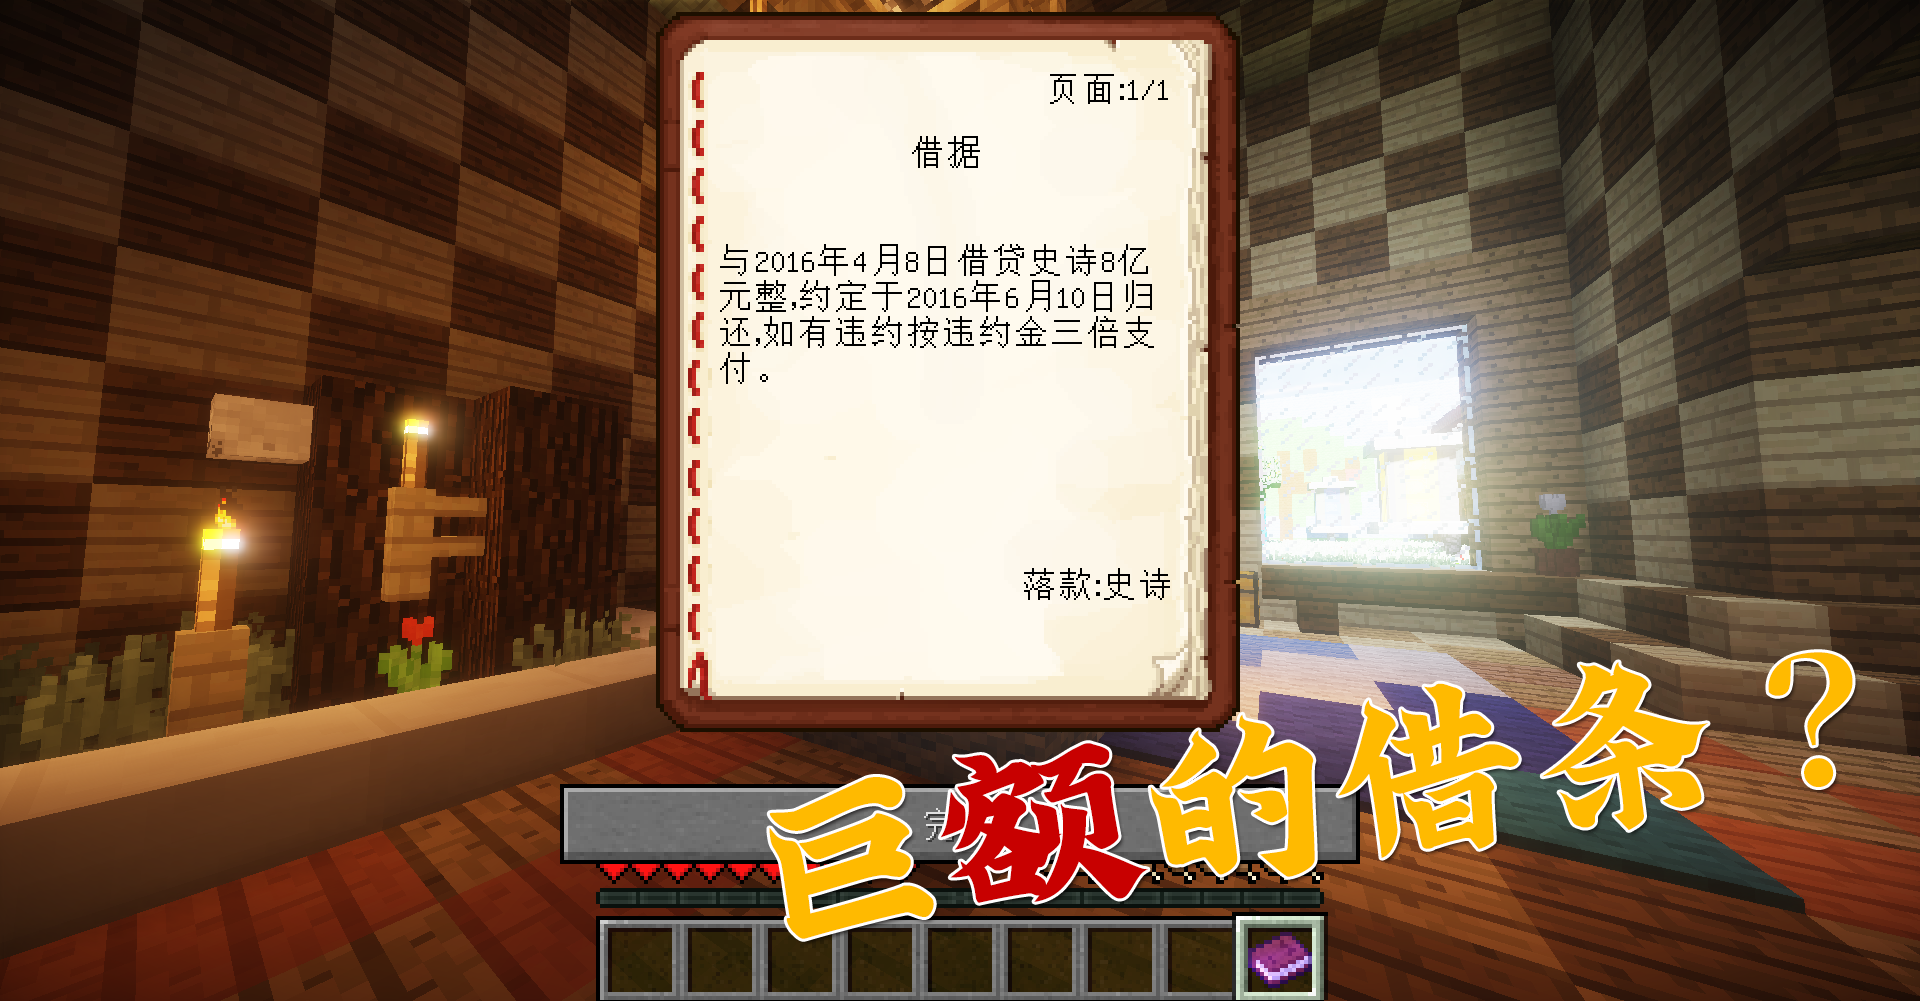 页面:1/1
借据
与2016年4月8日借贷史诗8亿
元整,约定于2016年6月10日归
还,如有违约按违约金三倍支
付。
落款:史诗
巨额的借条？